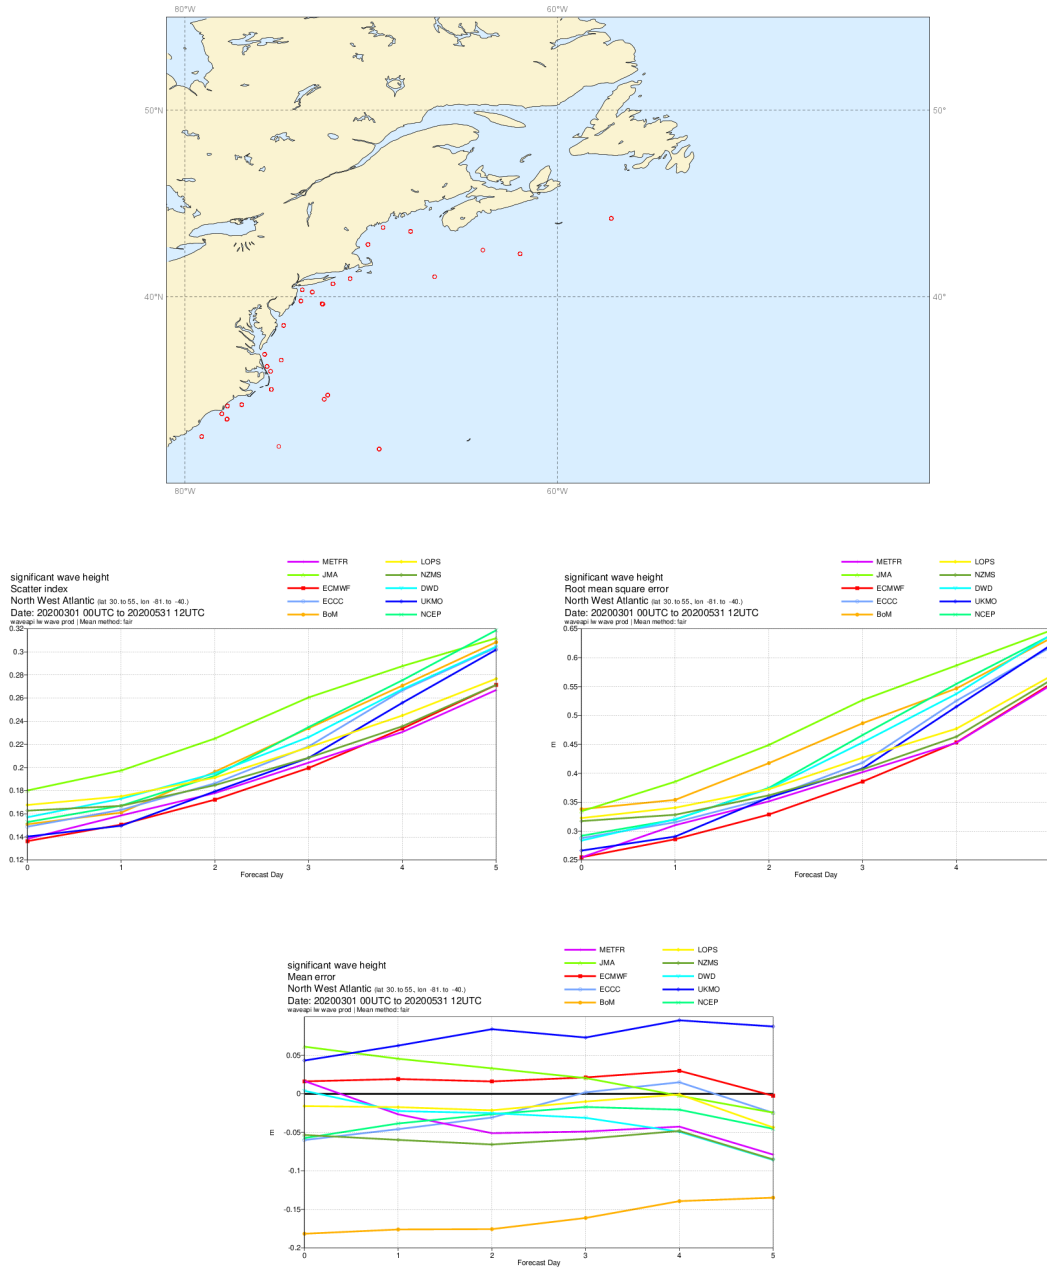 80°W 60°W
50°N 50°
40°N 40°
80°W 60°W
METFR LOPS
significant wave height JMA NZMS
Scatter index ECMWF DWD
North West Atlantic (lat 30. to 55., lon -81. to -40.) ECCC UKMO
Date: 20200301 00UTC to 20200531 12UTC BoM NCEP
waveapi lw wave prod | Mean method: fair
0.32
0.3
0.28
0.26
0.24
0.22
0.2
0.18
0.16
0.14
0.12
0 1 2 3 4 5
Forecast Day
METFR LOPS
significant wave height JMA NZMS
Root mean square error ECMWF DWD
North West Atlantic (lat 30. to 55., lon -81. to -40.) ECCC UKMO
Date: 20200301 00UTC to 20200531 12UTC BoM NCEP
waveapi lw wave prod | Mean method: fair
0.65
0.6
0.55
0.5
m
0.45
0.4
0.35
0.3
0.25
0 1 2 3 4
Forecast Day
METFR LOPS
significant wave height JMA NZMS
Mean error ECMWF DWD
North West Atlantic (lat 30. to 55., lon -81. to -40.) ECCC UKMO
Date: 20200301 00UTC to 20200531 12UTC BoM NCEP
waveapi lw wave prod | Mean method: fair
0.05
0
m
-0.05
-0.1
-0.15
-0.2
0 1 2 3 4 5
Forecast Day